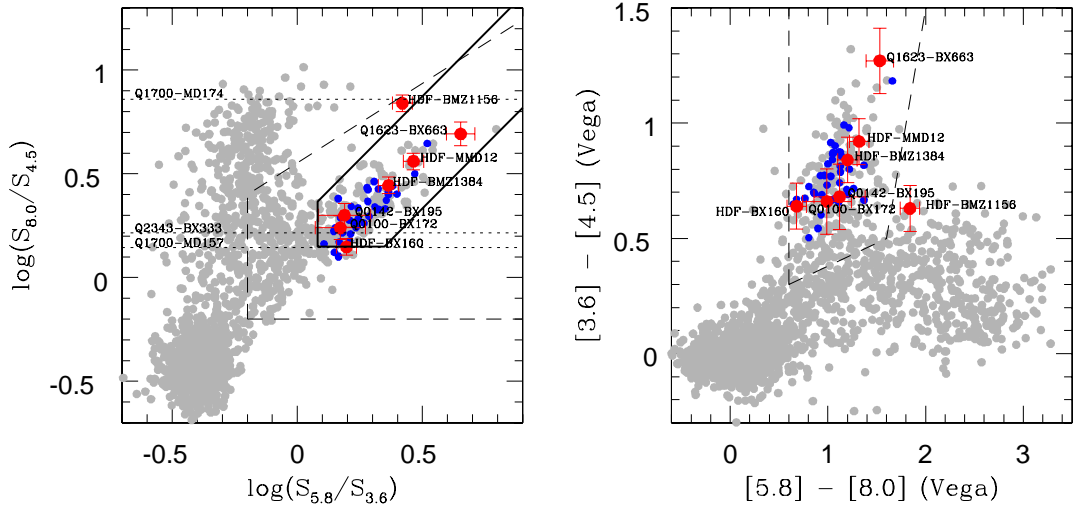 1
0.5
0
-0.5
-0.5
0
0.5
log(S8.0/S4.5)
log(S5.8/S3.6)
Q1700-MD174
HDF-BMZ1156
Q1623-BX663
HDF-MMD12
HDF-BMZ1384
Q0142-BX195
Q0100-BX172
Q2343-BX333
Q1700-MD157
HDF-BX160
1.5
1
0.5
0
0
1
2
3
[3.6] - [4.5] (Vega)
[5.8] - [8.0] (Vega)
Q1623-BX663
HDF-MMD12
HDF-BMZ1384
Q0142-BX195
HDF-BX160
Q0100-BX172
HDF-BMZ1156